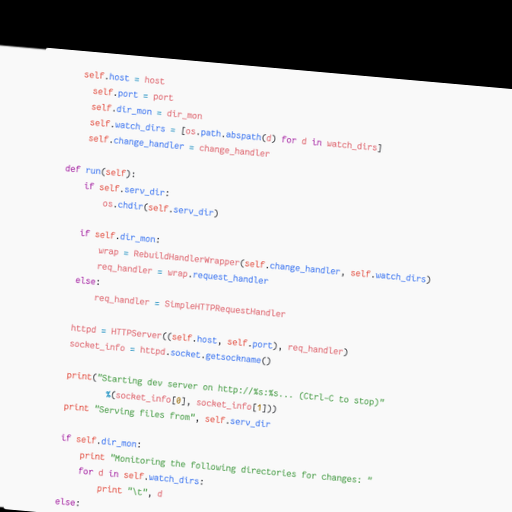 self.host = host
self.port = port
self.dir_mon = dir_mon
self.watch_dirs = [os.path.abspath(d) for d in watch_dirs]
self.change_handler = change_handler
def run(self):
if self.serv_dir:
os.chdir(self.serv_dir)
if self.dir_mon:
wrap = RebuildHandlerWrapper(self.change_handler, self.watch_dirs)
req_handler = wrap.request_handler
else:
req_handler = SimpleHTTPRequestHandler
httpd = HTTPServer((self.host, self.port), req_handler)
socket_info = httpd.socket.getsockname()
print("Starting dev server on http://%s:%s... (Ctrl-C to stop)"
%(socket_info[0], socket_info[1]))
print "Serving files from", self.serv_dir
if self.dir_mon:
print "Monitoring the following directories for changes: "
for d in self.watch_dirs:
print "\t", d
else: